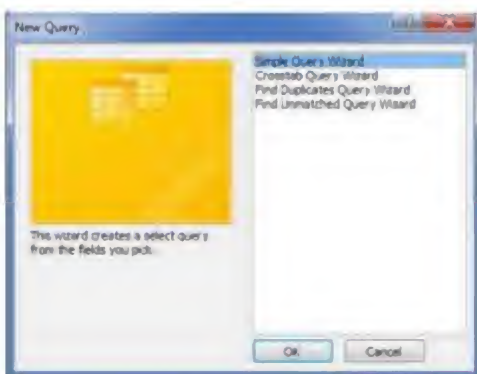 New Query
Simple Query Wizard
Crosstab Query Wizard
Find Duplicates Query Wizard
Find Unmatched Query Wizard
This wizard creates a select query
from the fields you pick.
OK
Cancel